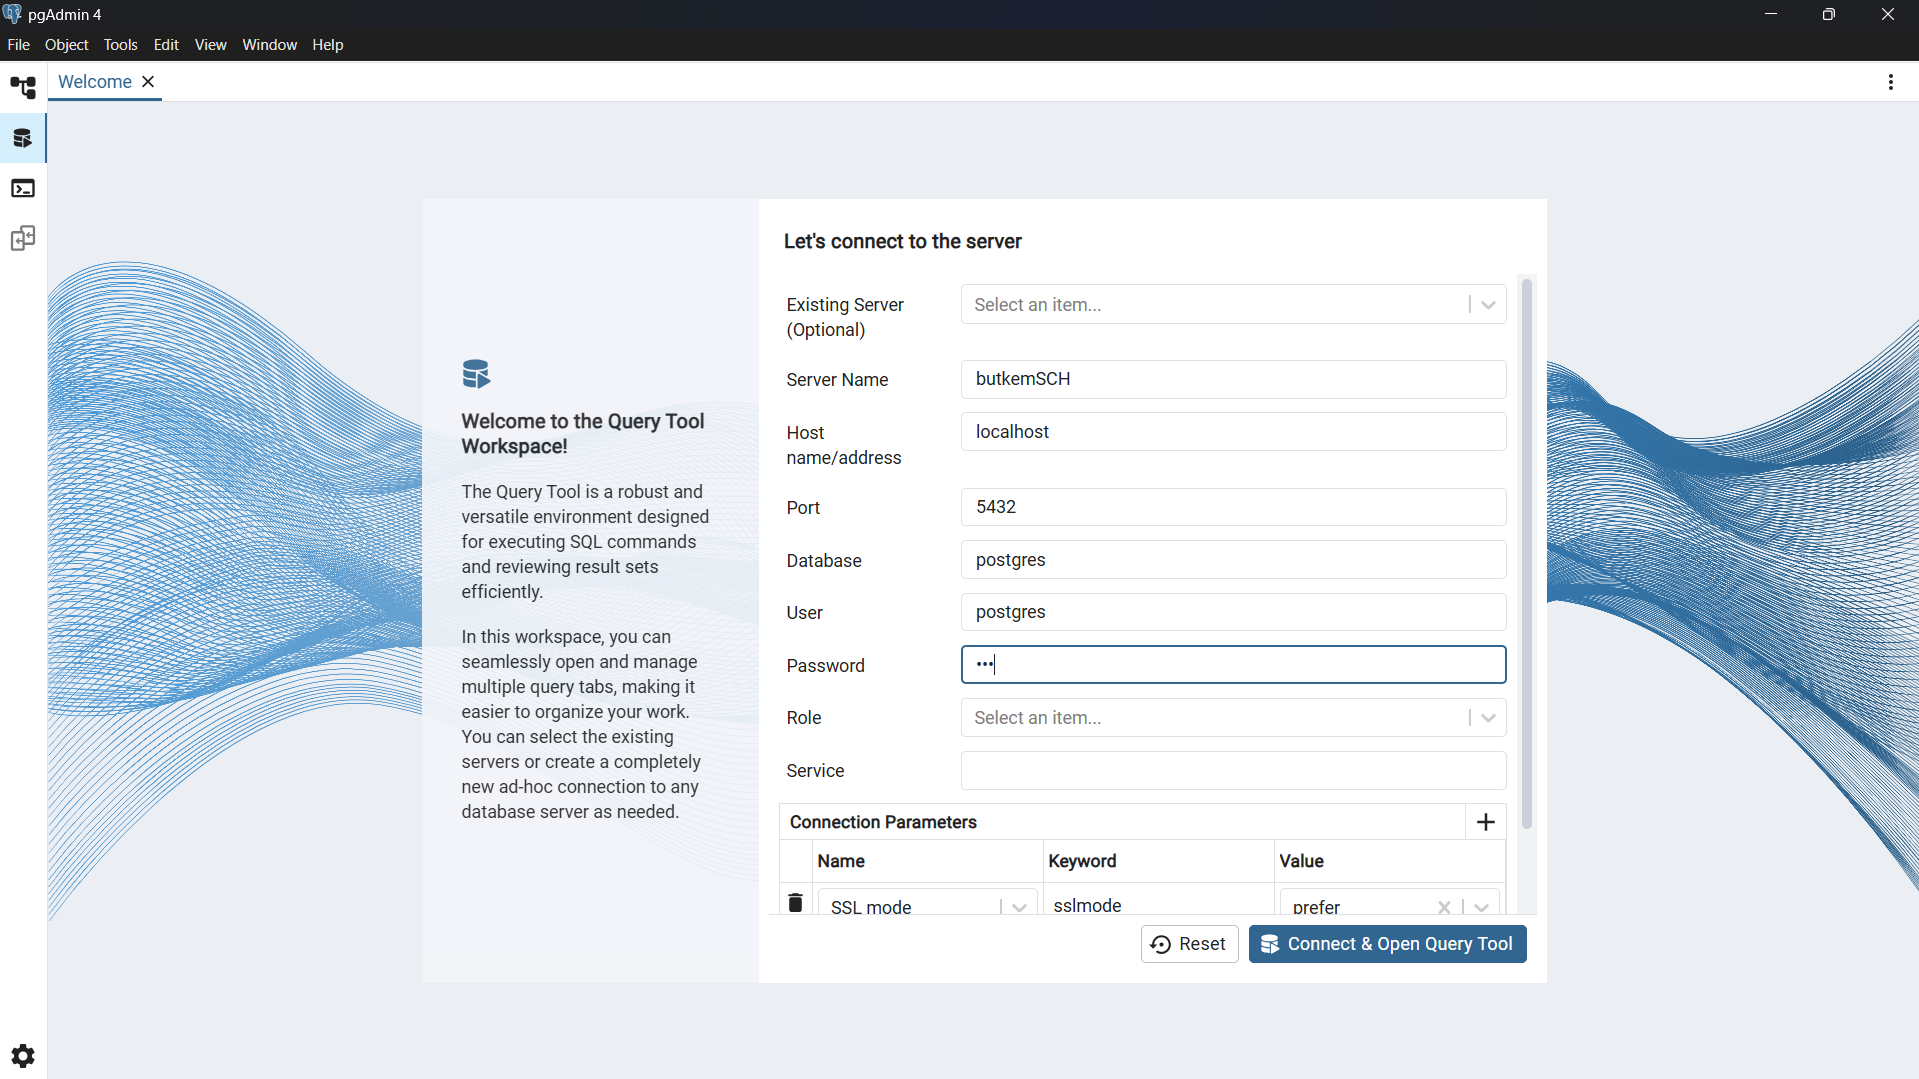 pgAdmin 4
File Object Tools Edit View Window Help
Welcome
Welcome to the Query Tool
Workspace!
The Query Tool is a robust and
versatile environment designed
for executing SQL commands
and reviewing result sets
efficiently.
In this workspace, you can
seamlessly open and manage
multiple query tabs, making it
easier to organize your work.
You can select the existing
servers or create a completely
new ad-hoc connection to any
database server as needed.
Let's connect to the server
Existing Server
(Optional)
Select an item...
Server Name
butkemSCH
Host
name/address
localhost
Port
5432
Database
postgres
User
postgres
Password
•••
Role
Select an item...
Service
Connection Parameters
Name Keyword Value
SSL mode sslmode prefer
Reset Connect & Open Query Tool